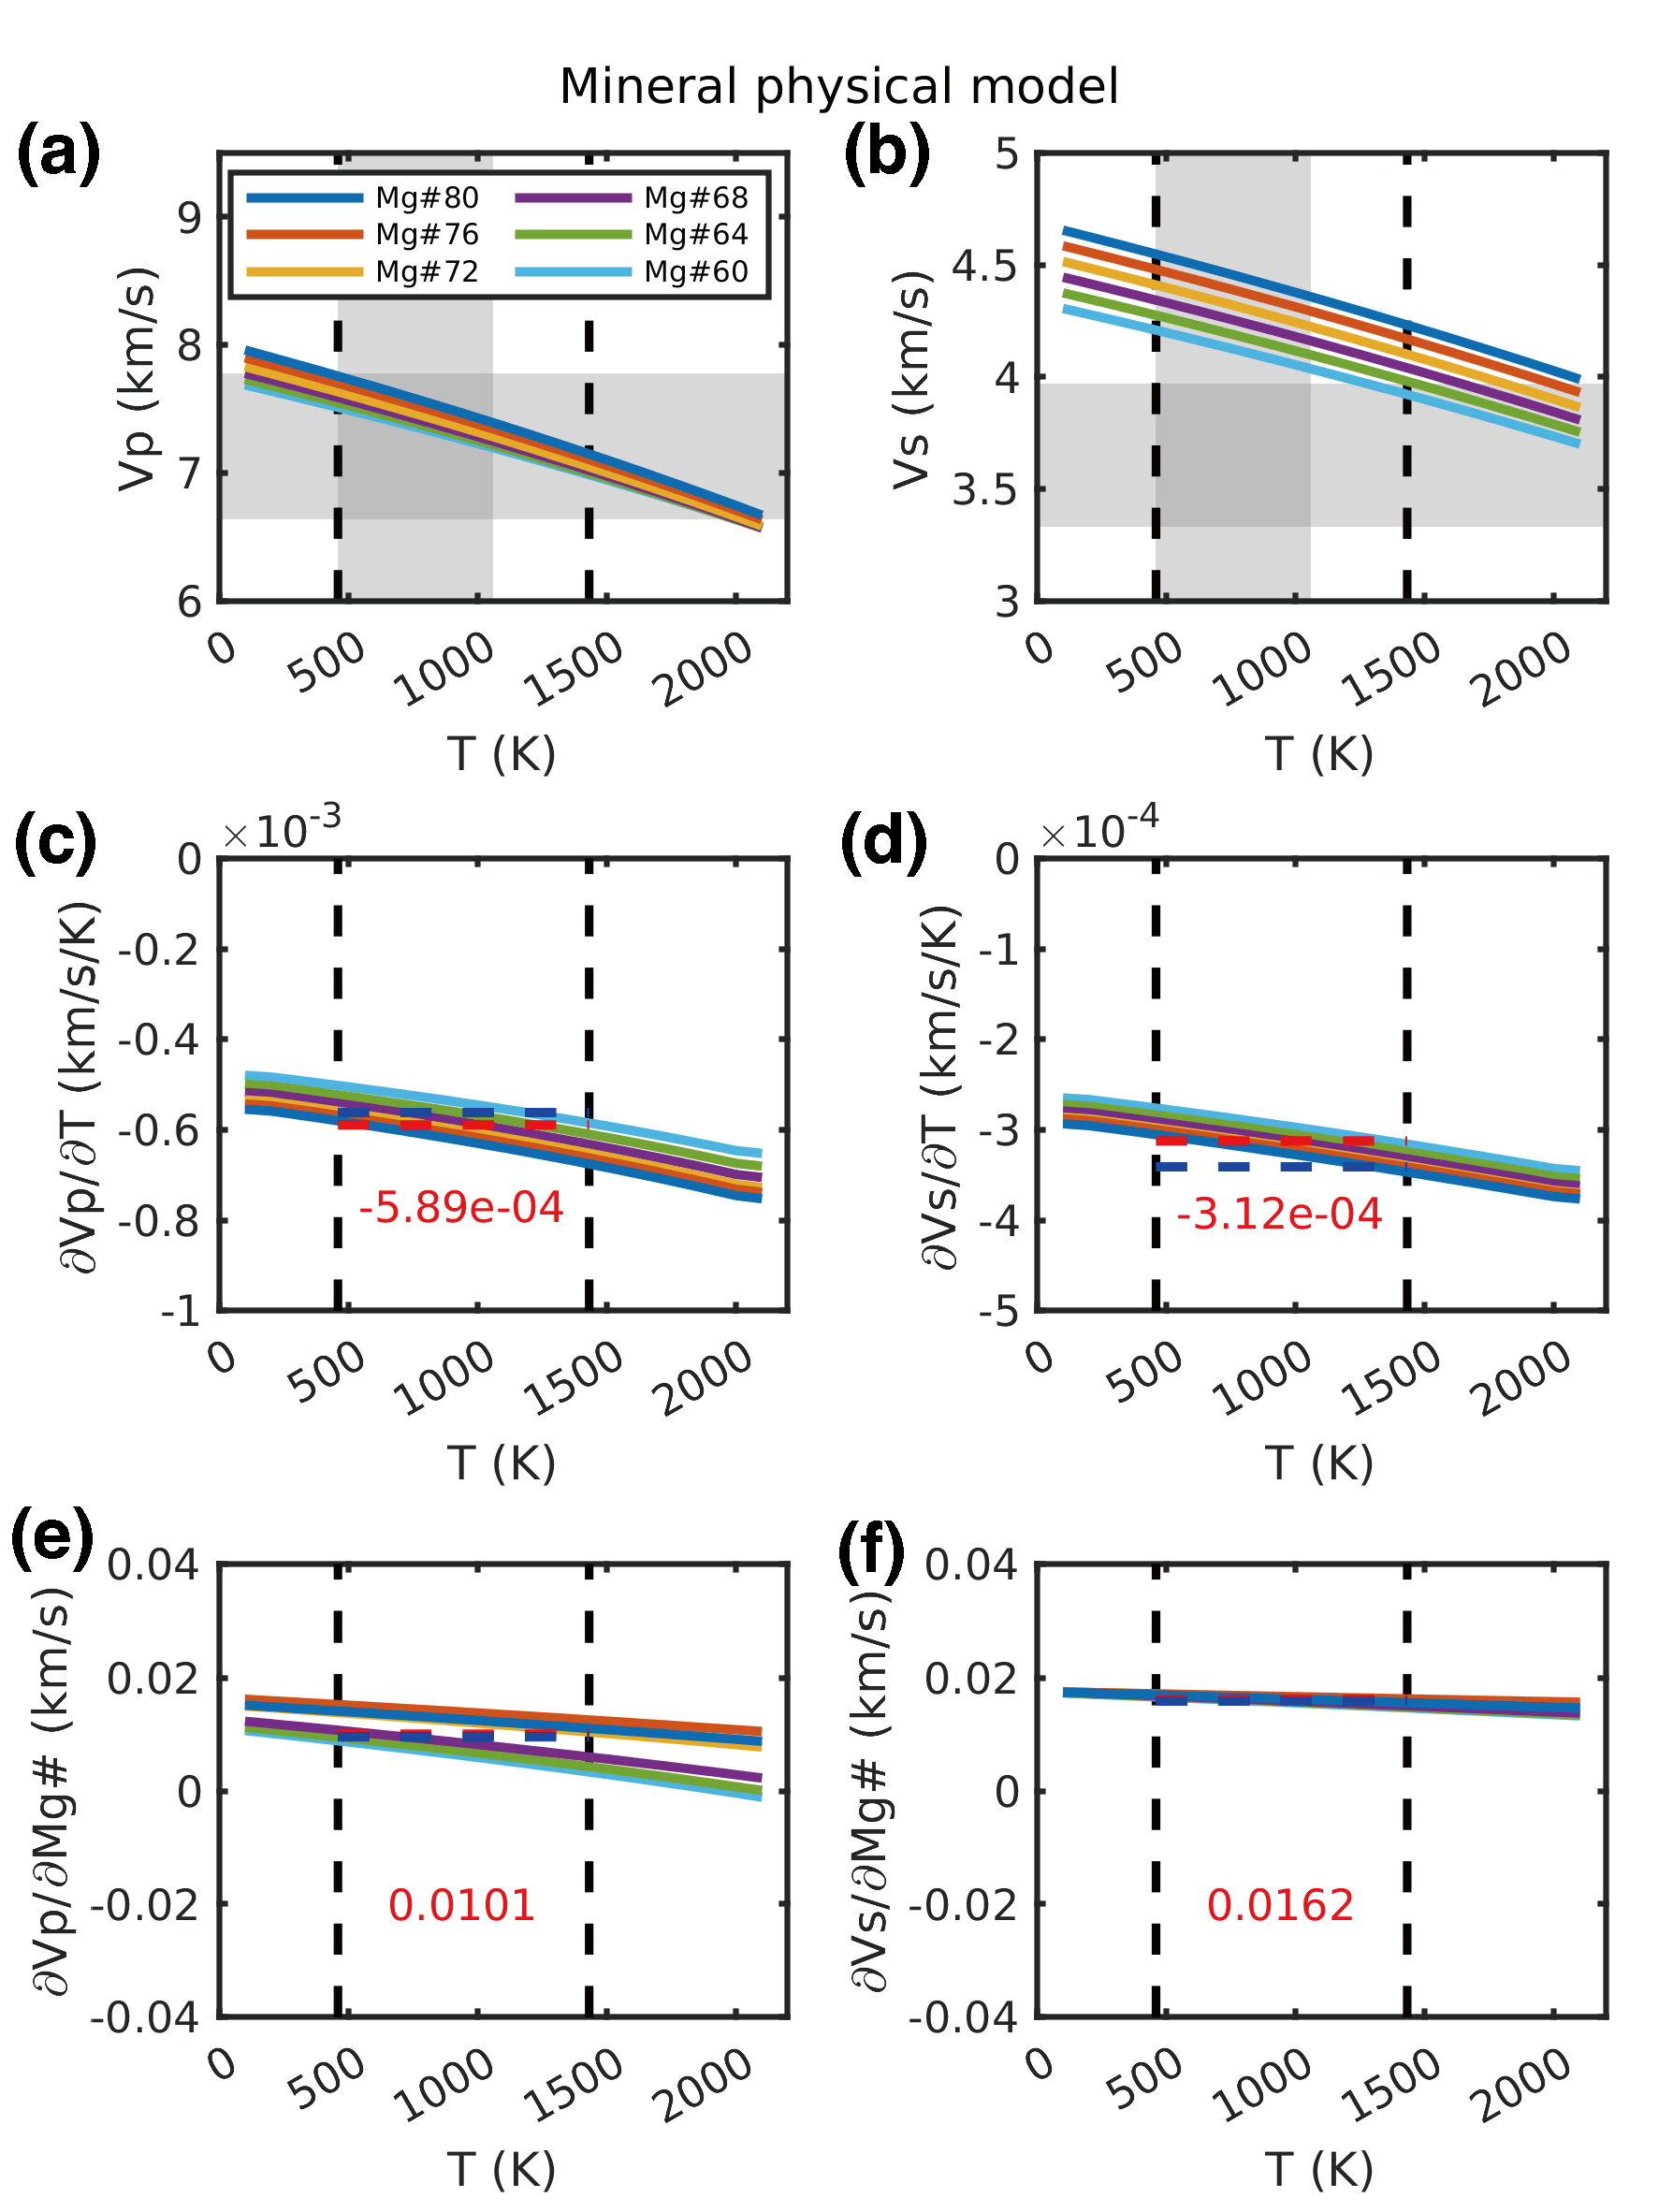 Mineral physical model
(a)
Vp (km/s)
9
8
7
6
Mg#80
Mg#76
Mg#72
Mg#68
Mg#64
Mg#60
0
500
1000
1500
2000
T (K)
(b)
Vs (km/s)
5
4.5
4
3.5
3
0
500
1000
1500
2000
T (K)
(c)
×10-3
∂Vp/∂T (km/s/K)
0
-0.2
-0.4
-0.6
-0.8
-1
-5.89e-04
0
500
1000
1500
2000
T (K)
(d)
×10-4
∂Vs/∂T (km/s/K)
0
-1
-2
-3
-4
-5
-3.12e-04
0
500
1000
1500
2000
T (K)
(e)
∂Vp/∂Mg# (km/s)
0.04
0.02
0
-0.02
-0.04
0.0101
0
500
1000
1500
2000
T (K)
(f)
∂Vs/∂Mg# (km/s)
0.04
0.02
0
-0.02
-0.04
0.0162
0
500
1000
1500
2000
T (K)